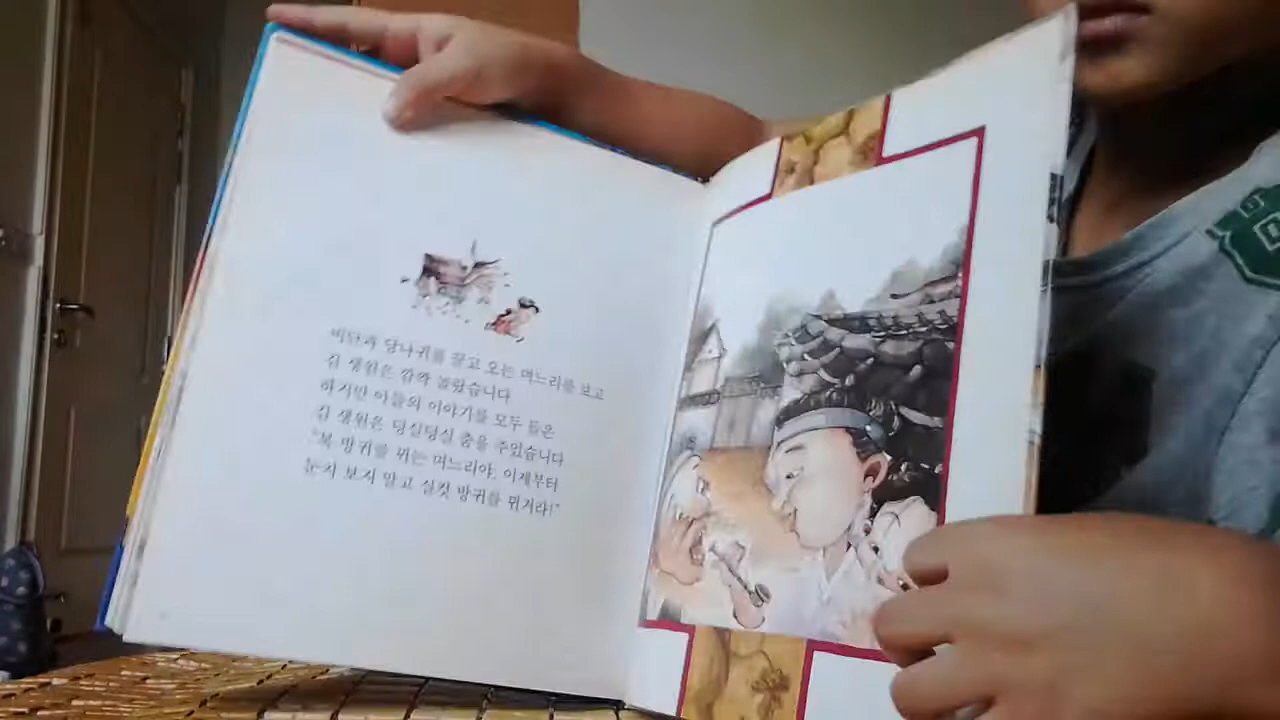 비단과 당나귀를 끌고 오는 며느리를 보고
김 생원은 깜짝 놀랐습니다
하지만 아들의 이야기를 모두 들은
김 생원은 덩실덩실 춤을 추었습니다
"복 방귀를 뀌는 며느리야, 이제부터
눈치 보지 말고 실컷 방귀를 뀌거라!"